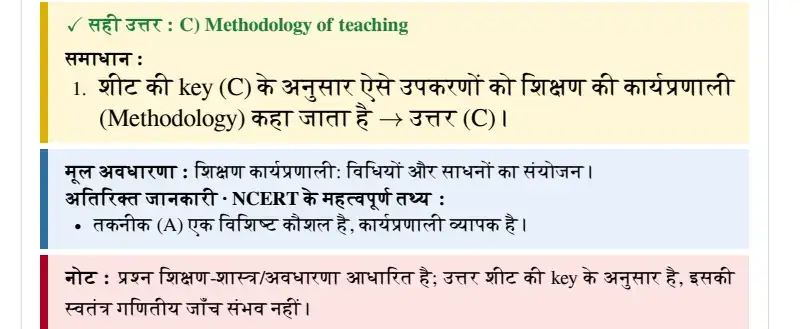 ✓ सही उत्तर : C) Methodology of teaching
समाधान :
1. शीट की key (C) के अनुसार ऐसे उपकरणों को शिक्षण की कार्यप्रणाली
(Methodology) कहा जाता है → उत्तर (C)।
मूल अवधारणा : शिक्षण कार्यप्रणाली: विधियों और साधनों का संयोजन।
अतिरिक्त जानकारी · NCERT के महत्वपूर्ण तथ्य :
• तकनीक (A) एक विशिष्ट कौशल है, कार्यप्रणाली व्यापक है।
नोट : प्रश्न शिक्षण-शास्त्र/अवधारणा आधारित है; उत्तर शीट की key के अनुसार है, इसकी
स्वतंत्र गणितीय जाँच संभव नहीं।